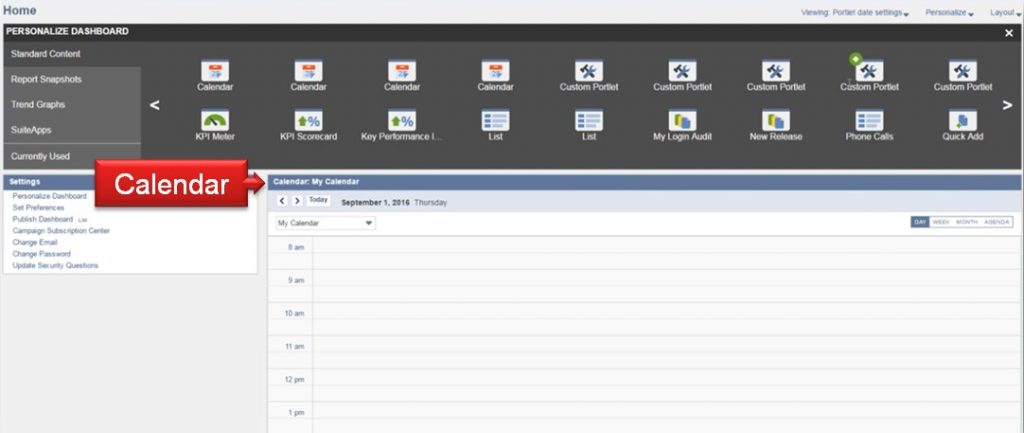 Home
Viewing: Portlet date settings
Personalize
Layout
PERSONALIZE DASHBOARD
Standard Content
Report Snapshots
Trend Graphs
SuiteApps
Currently Used
Calendar
Calendar
Calendar
Calendar
Custom Portlet
Custom Portlet
Custom Portlet
Custom Portlet
Custom Portlet
KPI Meter
KPI Scorecard
Key Performance I...
List
List
My Login Audit
New Release
Phone Calls
Quick Add
Settings
Personalize Dashboard
Set Preferences
Publish Dashboard List
Campaign Subscription Center
Change Email
Change Password
Update Security Questions
Calendar
Calendar: My Calendar
Today
September 1, 2016 Thursday
My Calendar
DAY WEEK MONTH AGENDA
8 am
9 am
10 am
11 am
12 pm
1 pm